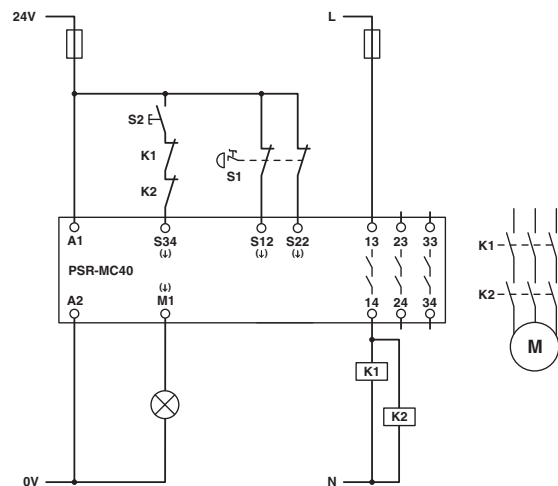 24V
L
S2
K1
S1
K2
A1
S34
S12
S22
13
23
33
(↓)
(↓)
(↓)
PSR-MC40
(↓)
A2
M1
14
24
34
K1
K2
M
K1
K2
0V
N